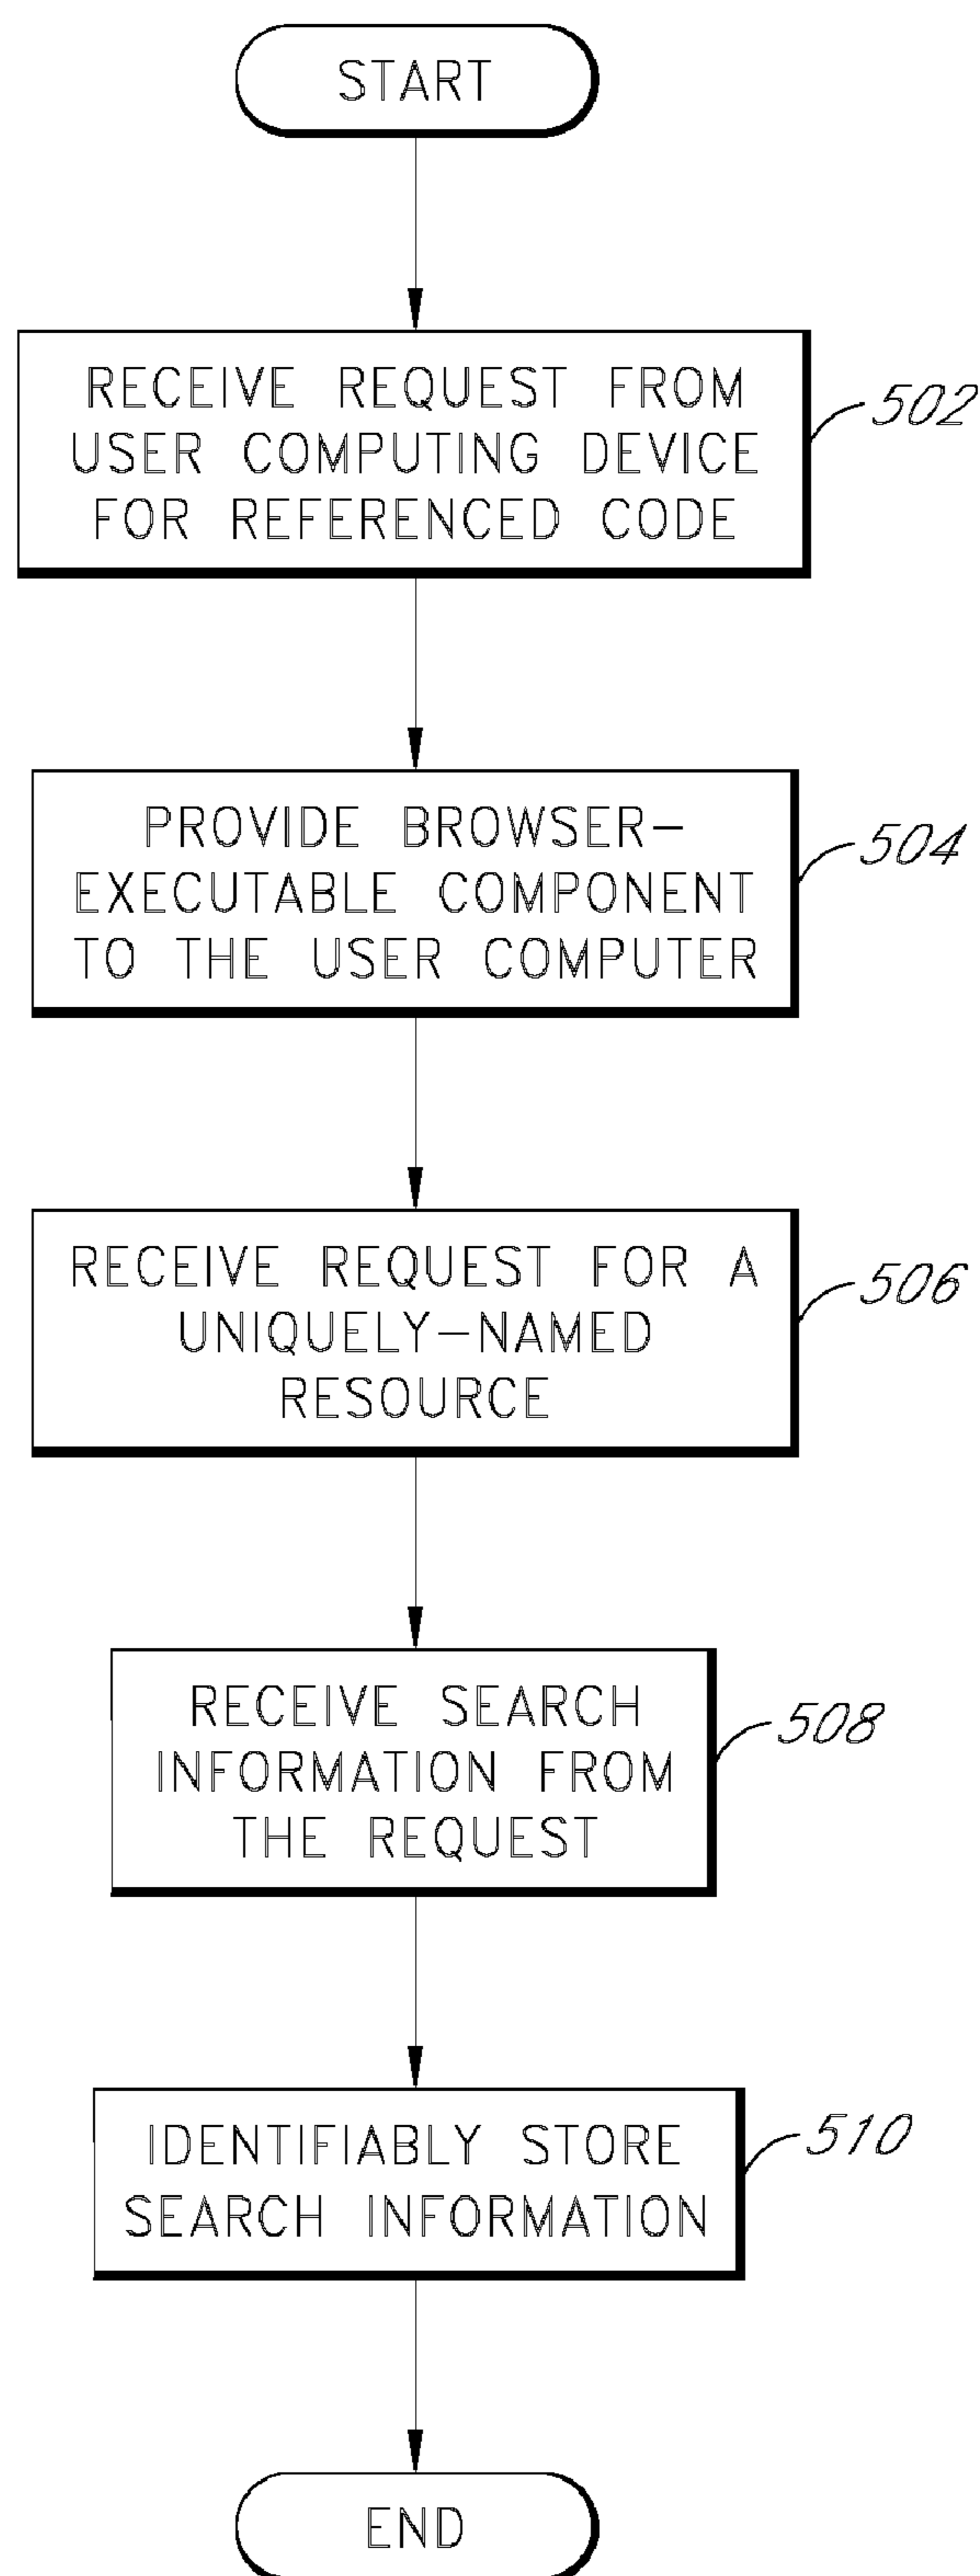 START
RECEIVE REQUEST FROM
USER COMPUTING DEVICE
FOR REFERENCED CODE
502
PROVIDE BROWSER-
EXECUTABLE COMPONENT
TO THE USER COMPUTER
504
RECEIVE REQUEST FOR A
UNIQUELY-NAMED
RESOURCE
506
RECEIVE SEARCH
INFORMATION FROM
THE REQUEST
508
IDENTIFIABLY STORE
SEARCH INFORMATION
510
END